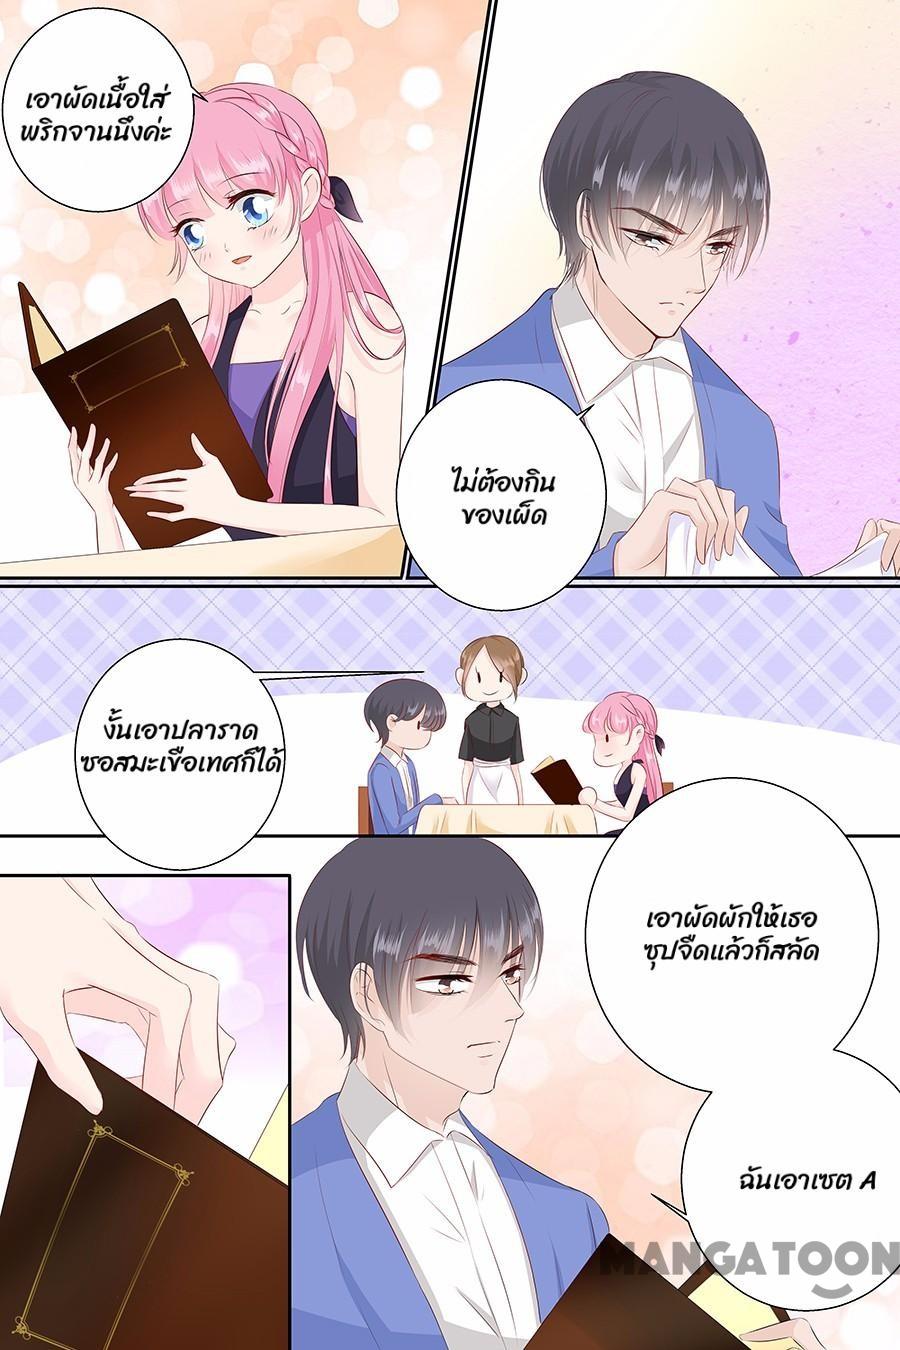 เอาผัดเนื้อใส่
พริกจานนึงค่ะ
ไม่ต้องกิน
ของเผ็ด
งั้นเอาปลาราด
ซอสมะเขือเทศก็ได้
เอาผัดผักให้เธอ
ซุปจืดแล้วก็สลัด
ฉันเอาเซต A
MANGATOON